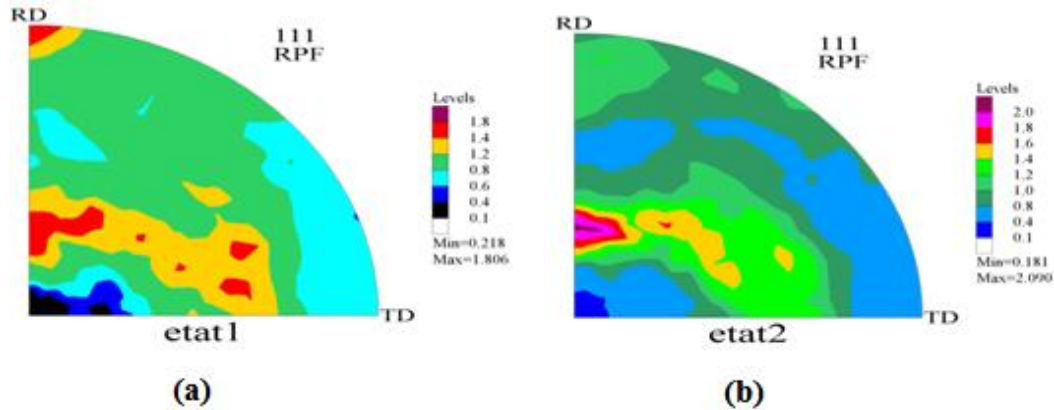 RD
111
RPF
Levels
1.8
1.4
1.2
0.8
0.6
0.4
0.1
Min=0.218
Max=1.806
TD
etat1
(a)
RD
111
RPF
Levels
2.0
1.8
1.6
1.4
1.2
1.0
0.8
0.4
0.1
Min=0.181
Max=2.090
TD
etat2
(b)